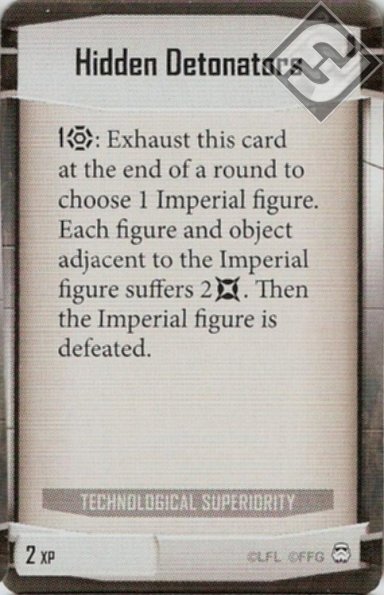 Hidden Detonators
1: Exhaust this card
at the end of a round to
choose 1 Imperial figure.
Each figure and object
adjacent to the Imperial
figure suffers 2. Then
the Imperial figure is
defeated.
TECHNOLOGICAL SUPERIORITY
2 XP
©LFL ©FFG